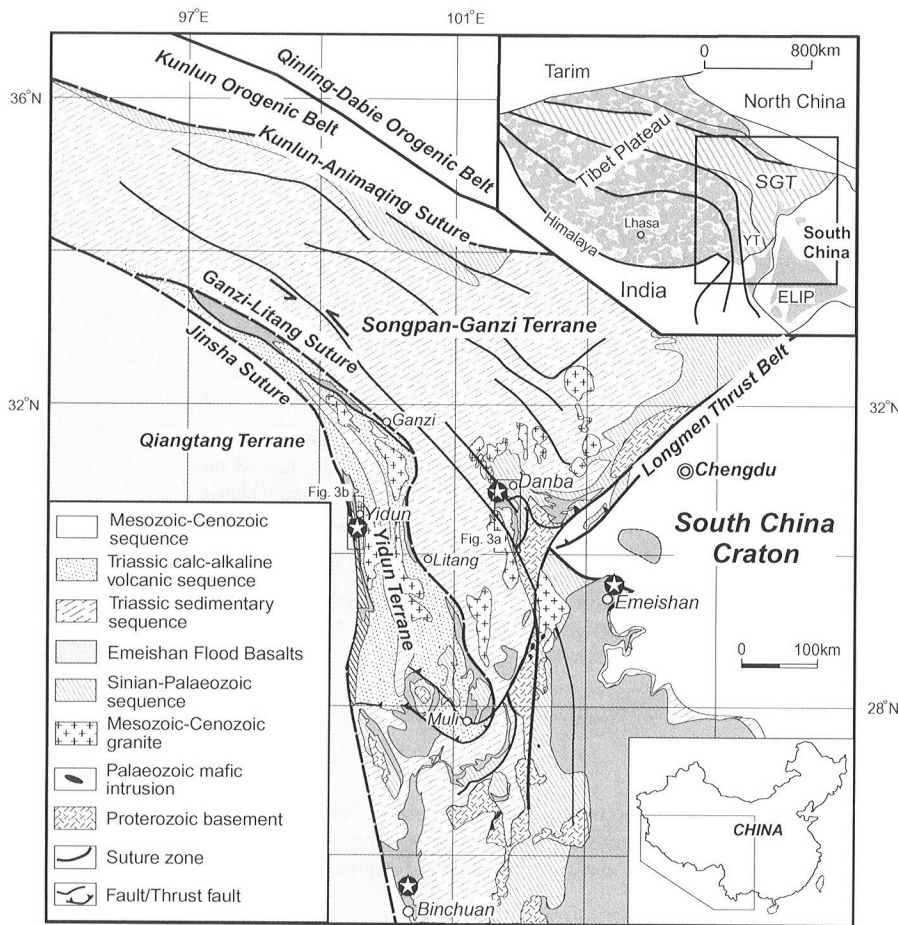 97°E
101°E
36°N
32°N
32°N
28°N
Qinling-Dabie Orogenic Belt
Kunlun Orogenic Belt
Kunlun-Animaqing Suture
Ganzi-Litang Suture
Jinsha Suture
Songpan-Ganzi Terrane
Qiangtang Terrane
Longmen Thrust Belt
Yidun Terrane
South China
Craton
Ganzi
Danba
Chengdu
Fig. 3b
Yidun
Fig. 3a
Litang
Emeishan
Muli
Binchuan
0 100km
0 800km
Tarim
North China
Tibet Plateau
SGT
Himalaya
Lhasa
YT
South
China
ELIP
India
Mesozoic-Cenozoic
sequence
Triassic calc-alkaline
volcanic sequence
Triassic sedimentary
sequence
Emeishan Flood Basalts
Sinian-Palaeozoic
sequence
Mesozoic-Cenozoic
granite
Palaeozoic mafic
intrusion
Proterozoic basement
Suture zone
Fault/Thrust fault
CHINA